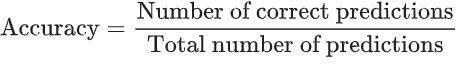 Accuracy = Number of correct predictions / Total number of predictions